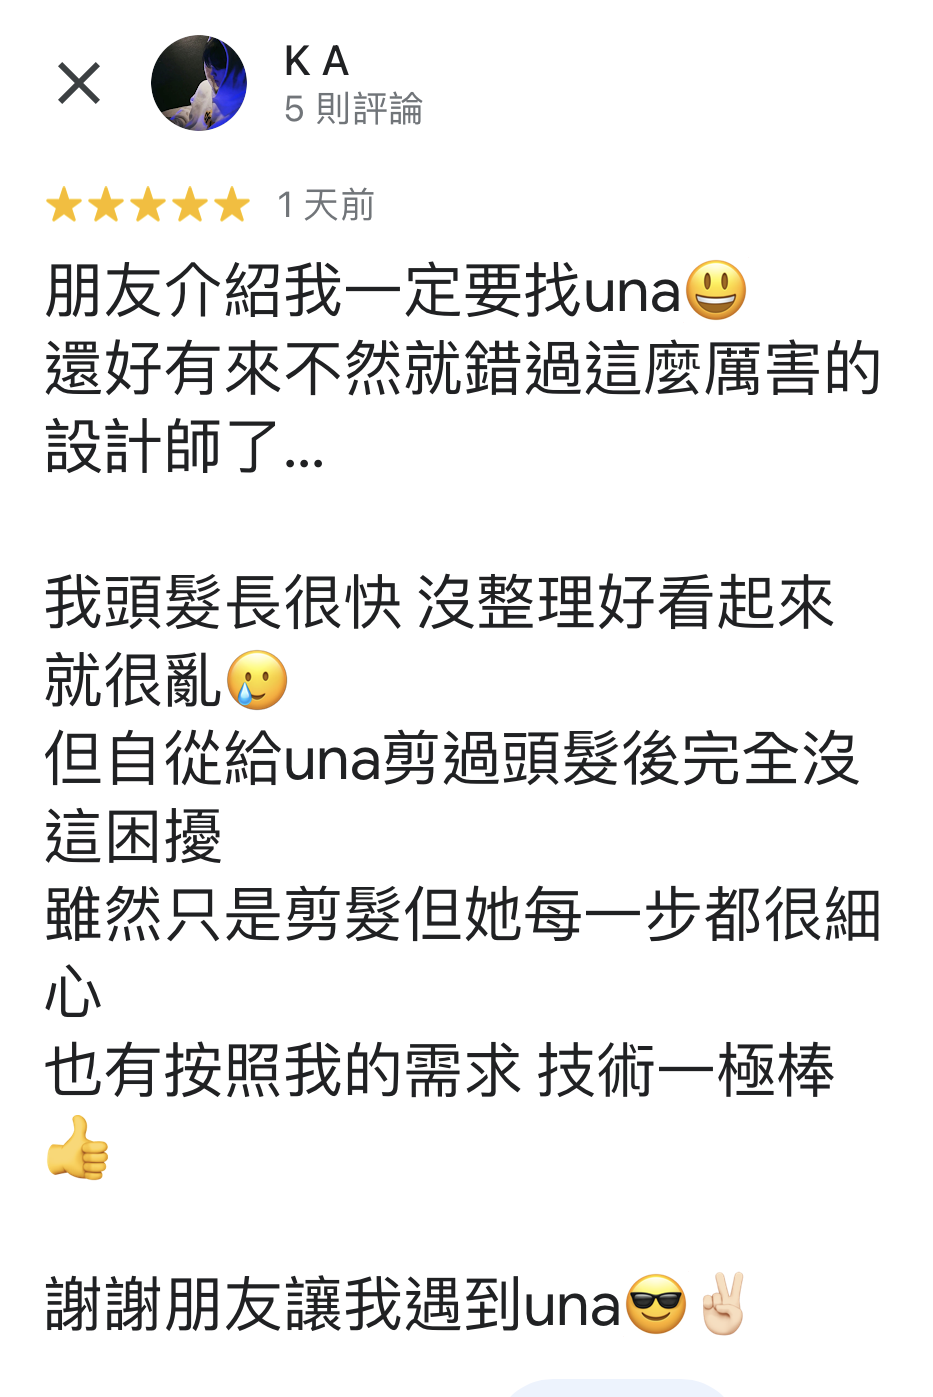 K A
5 則評論
1 天前
朋友介紹我一定要找una😃
還好有來不然就錯過這麼厲害的
設計師了...
我頭髮長很快 沒整理好看起來
就很亂🥲
但自從給una剪過頭髮後完全沒
這困擾
雖然只是剪髮但她每一步都很細
心
也有按照我的需求 技術一極棒
👍
謝謝朋友讓我遇到una😎✌🏻